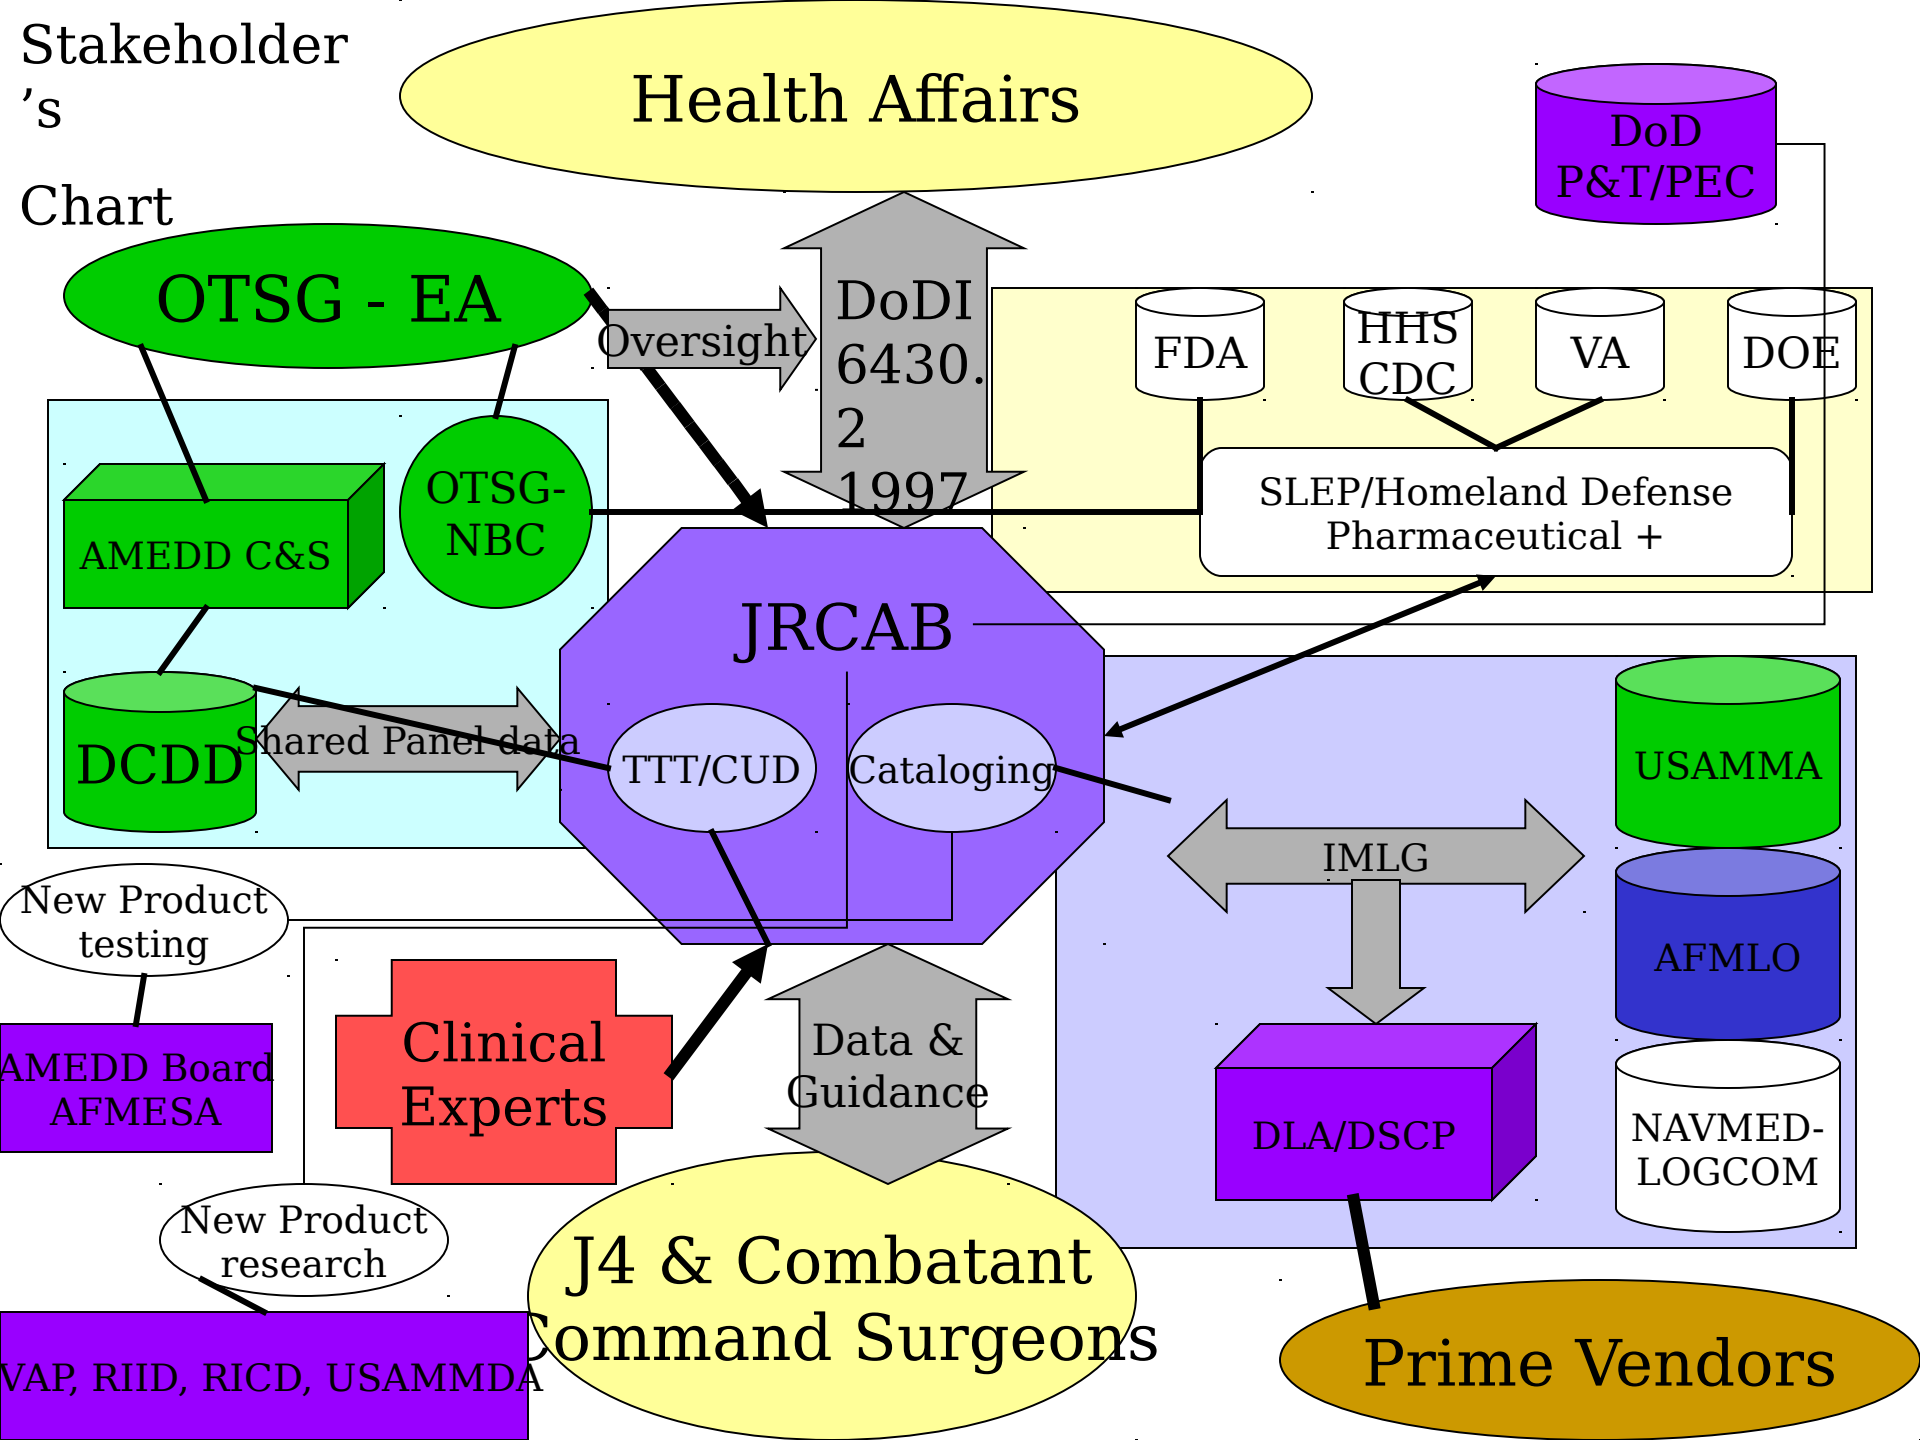 Stakeholder
’s
Chart
Health Affairs
DoD
P&T/PEC
OTSG - EA
Oversight
DoDI
6430.
2
1997
FDA
HHS
CDC
VA
DOE
OTSG-
NBC
AMEDD C&S
SLEP/Homeland Defense
Pharmaceutical +
JRCAB
DCDD
Shared Panel data
TTT/CUD
Cataloging
USAMMA
IMLG
New Product
testing
AFMLO
Clinical
Experts
Data &
Guidance
AMEDD Board
AFMESA
DLA/DSCP
NAVMED-
LOGCOM
New Product
research
J4 & Combatant
Command Surgeons
VAP, RIID, RICD, USAMMDA
Prime Vendors